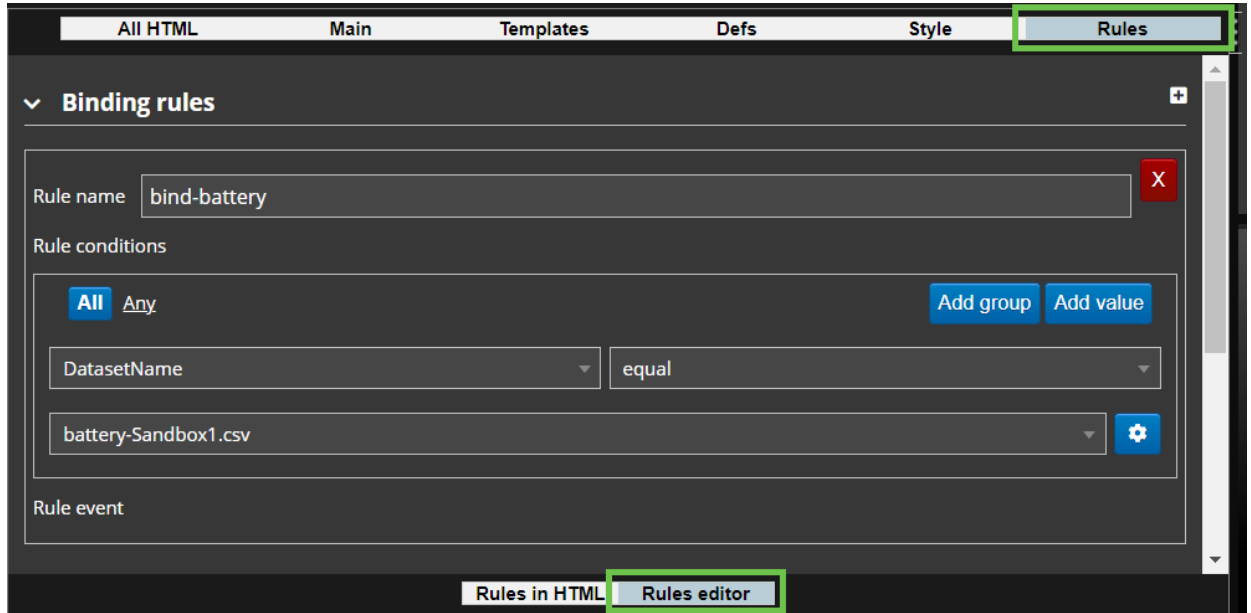 All HTML Main Templates Defs Style Rules
Binding rules
Rule name bind-battery X
Rule conditions
All Any Add group Add value
DatasetName equal
battery-Sandbox1.csv
Rule event
Rules in HTML Rules editor